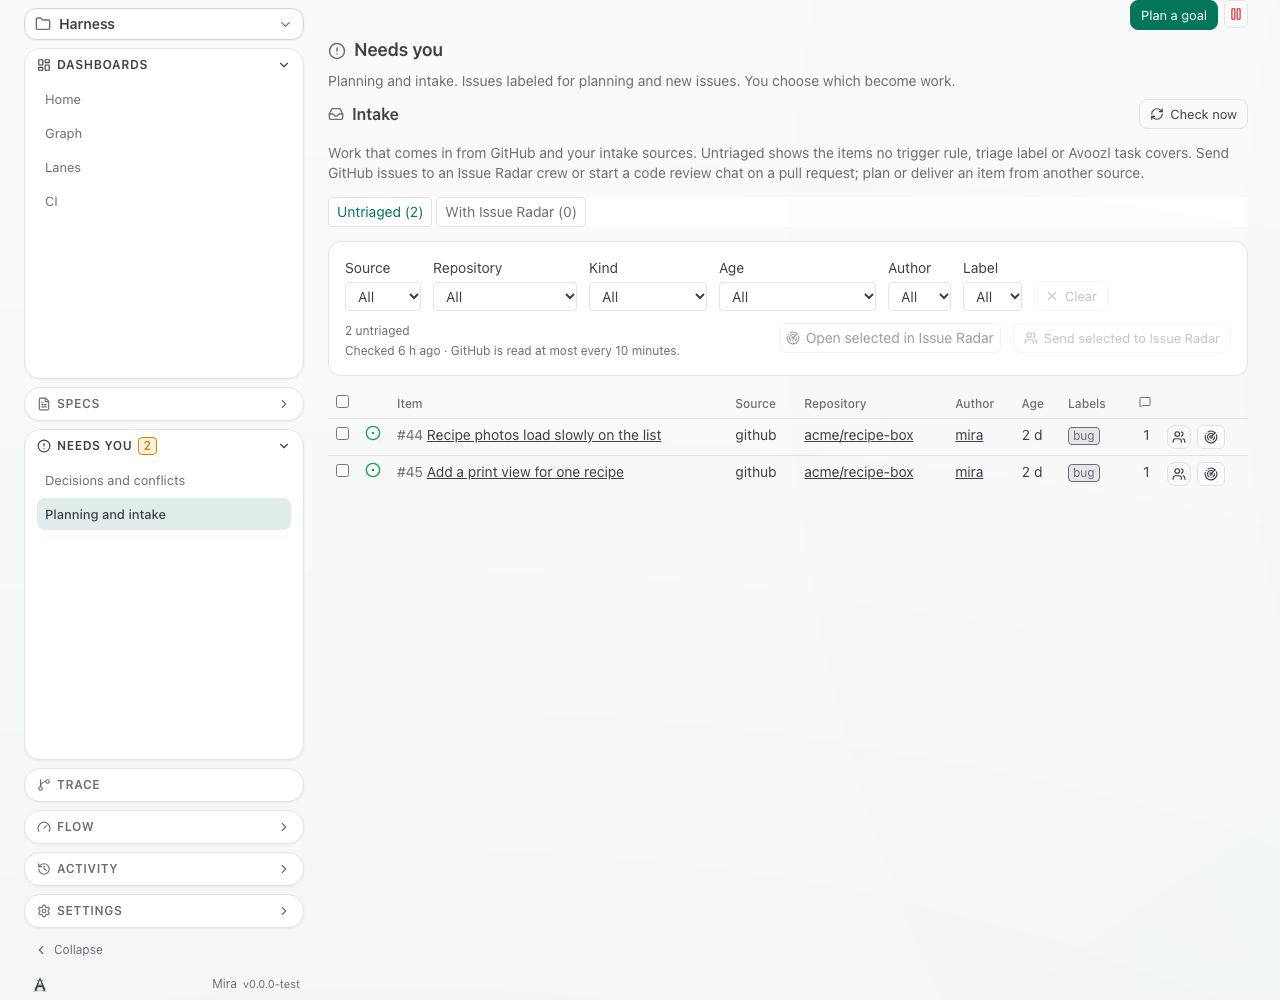 Harness
DASHBOARDS
Home
Graph
Lanes
CI
SPECS
NEEDS YOU 2
Decisions and conflicts
Planning and intake
TRACE
FLOW
ACTIVITY
SETTINGS
Collapse
Mira v0.0.0-test
Plan a goal
Needs you
Planning and intake. Issues labeled for planning and new issues. You choose which become work.
Intake
Check now
Work that comes in from GitHub and your intake sources. Untriaged shows the items no trigger rule, triage label or Avoozl task covers. Send
GitHub issues to an Issue Radar crew or start a code review chat on a pull request; plan or deliver an item from another source.
Untriaged (2) With Issue Radar (0)
Source Repository Kind Age Author Label
All All All All All All Clear
2 untriaged
Checked 6 h ago · GitHub is read at most every 10 minutes.
Open selected in Issue Radar Send selected to Issue Radar
Item Source Repository Author Age Labels
#44 Recipe photos load slowly on the list github acme/recipe-box mira 2 d bug 1
#45 Add a print view for one recipe github acme/recipe-box mira 2 d bug 1